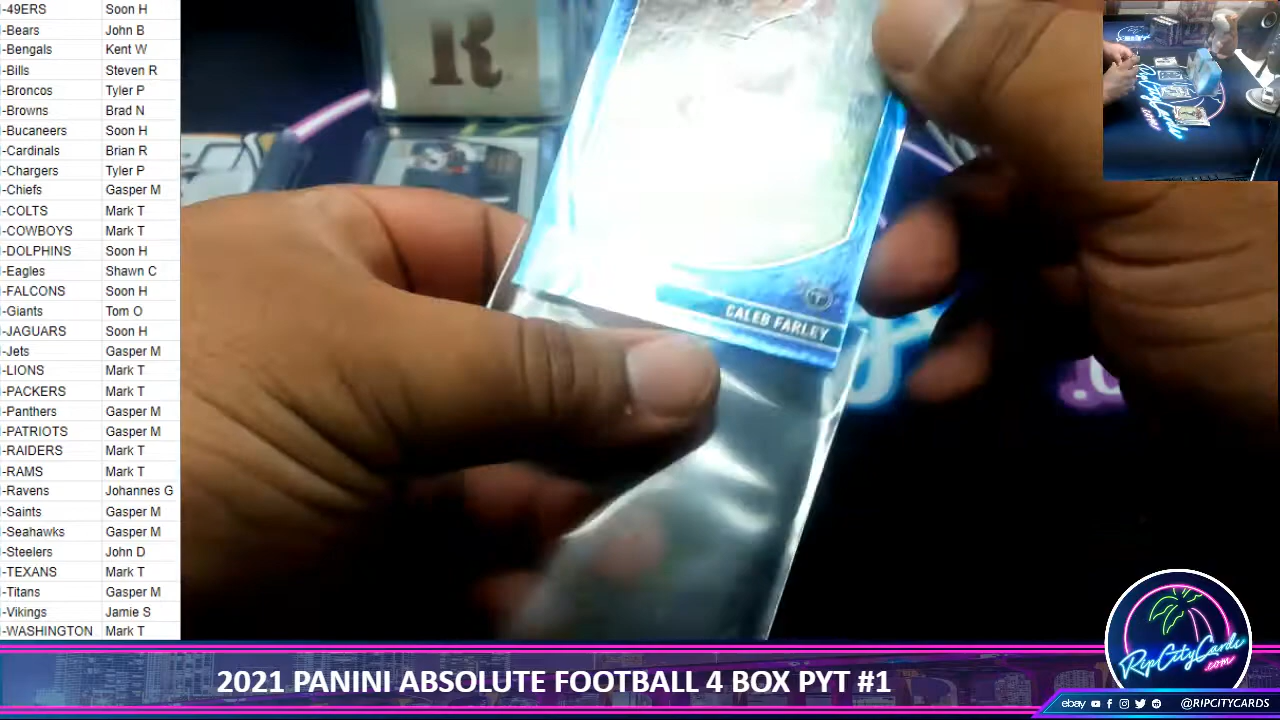 -49ERS Soon H
-Bears John B
-Bengals Kent W
-Bills Steven R
-Broncos Tyler P
-Browns Brad N
-Bucaneers Soon H
-Cardinals Brian R
-Chargers Tyler P
-Chiefs Gasper M
-COLTS Mark T
-COWBOYS Mark T
-DOLPHINS Soon H
-Eagles Shawn C
-FALCONS Soon H
-Giants Tom O
-JAGUARS Soon H
-Jets Gasper M
-LIONS Mark T
-PACKERS Mark T
-Panthers Gasper M
-PATRIOTS Gasper M
-RAIDERS Mark T
-RAMS Mark T
-Ravens Johannes G
-Saints Gasper M
-Seahawks Gasper M
-Steelers John D
-TEXANS Mark T
-Titans Gasper M
-Vikings Jamie S
-WASHINGTON Mark T
R
CALEB FARLEY
RipCityCards
.com
2021 PANINI ABSOLUTE FOOTBALL 4 BOX PYT #1
ebay @RIPCITYCARDS